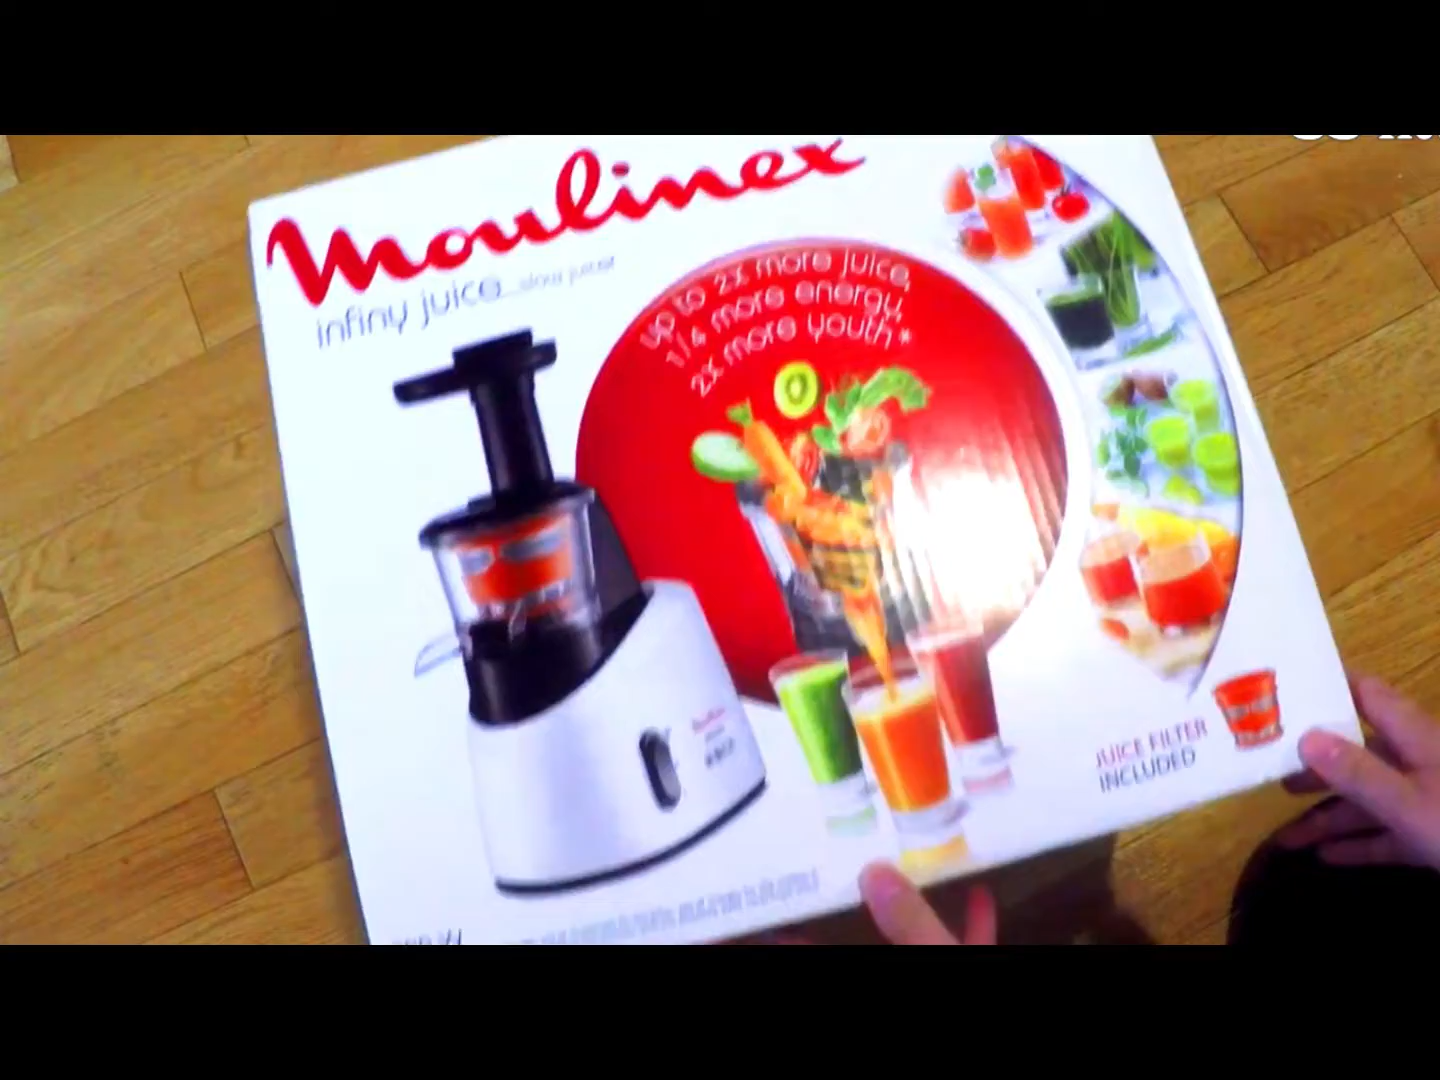 Moulinex
infiny juice slow juicer
up to 2x more juice,
1/4 more energy,
2x more youth*
JUICE FILTER
INCLUDED